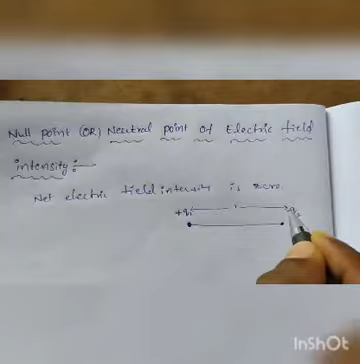 Null point (OR) Neutral point of Electric field
intensity:-
Net electric field intensity is zero.
+q₁ r
InShOt